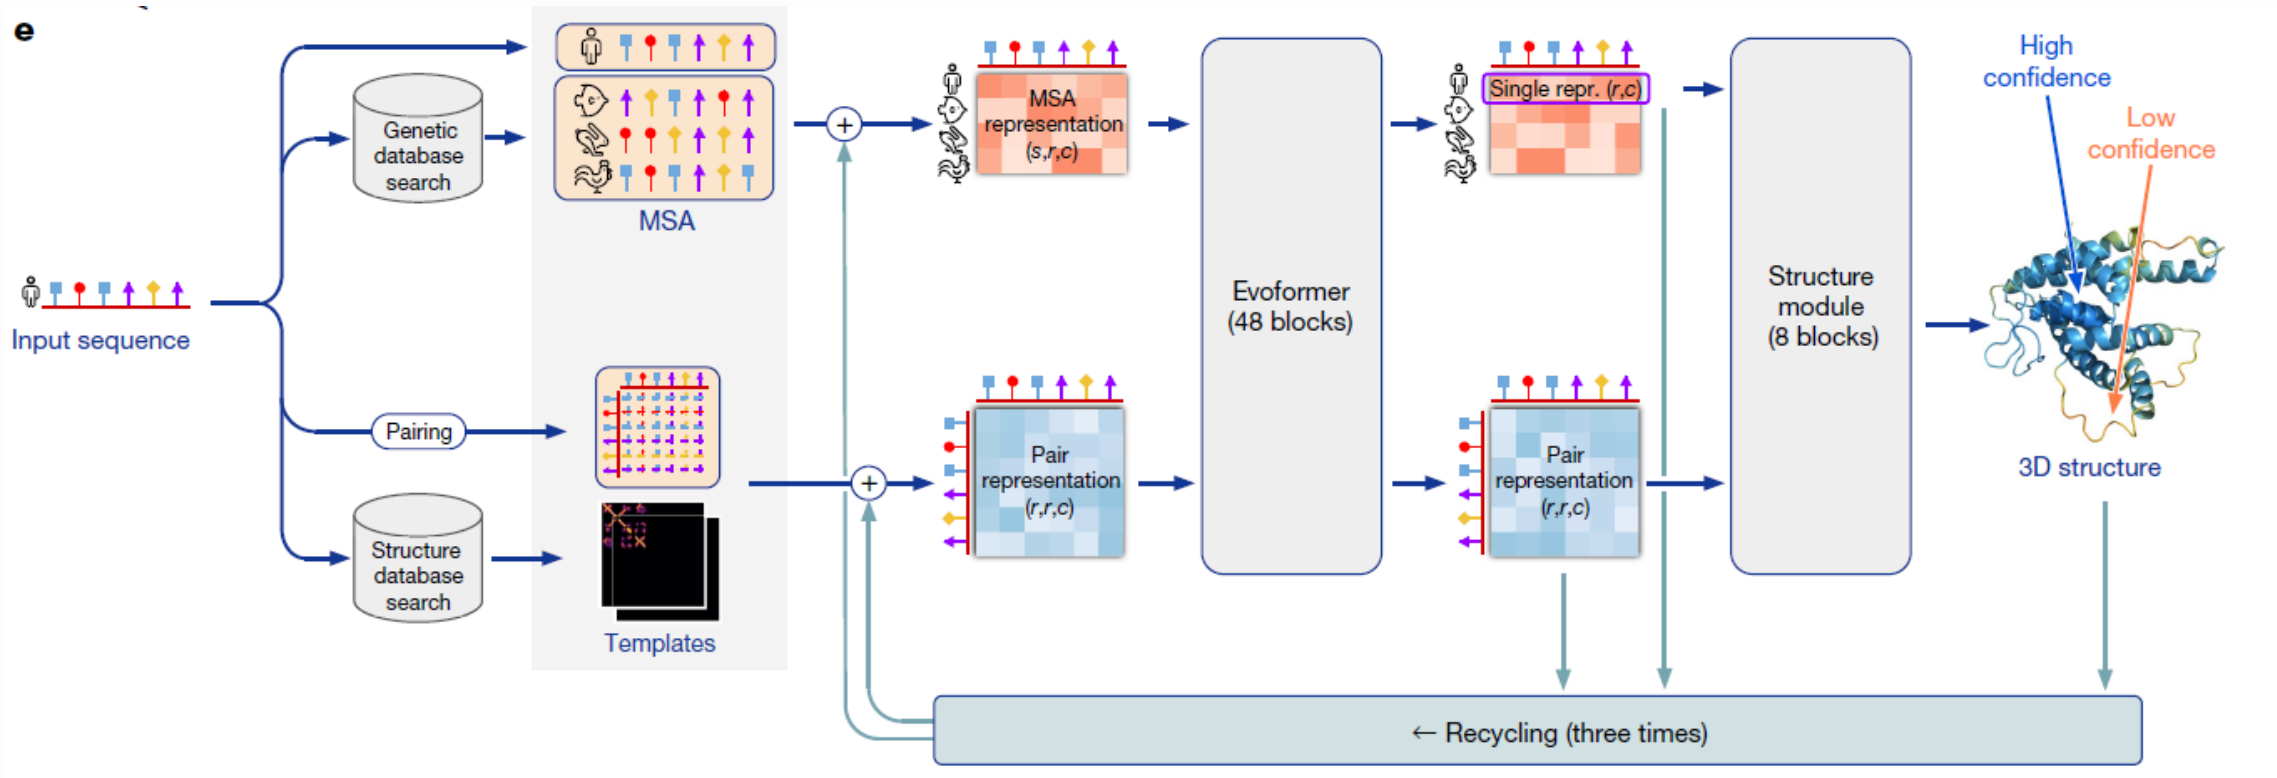 e
Input sequence
Genetic
database
search
MSA
Pairing
Structure
database
search
Templates
MSA
representation
(s,r,c)
Pair
representation
(r,r,c)
Evoformer
(48 blocks)
Single repr. (r,c)
Pair
representation
(r,r,c)
Structure
module
(8 blocks)
High
confidence
Low
confidence
3D structure
← Recycling (three times)